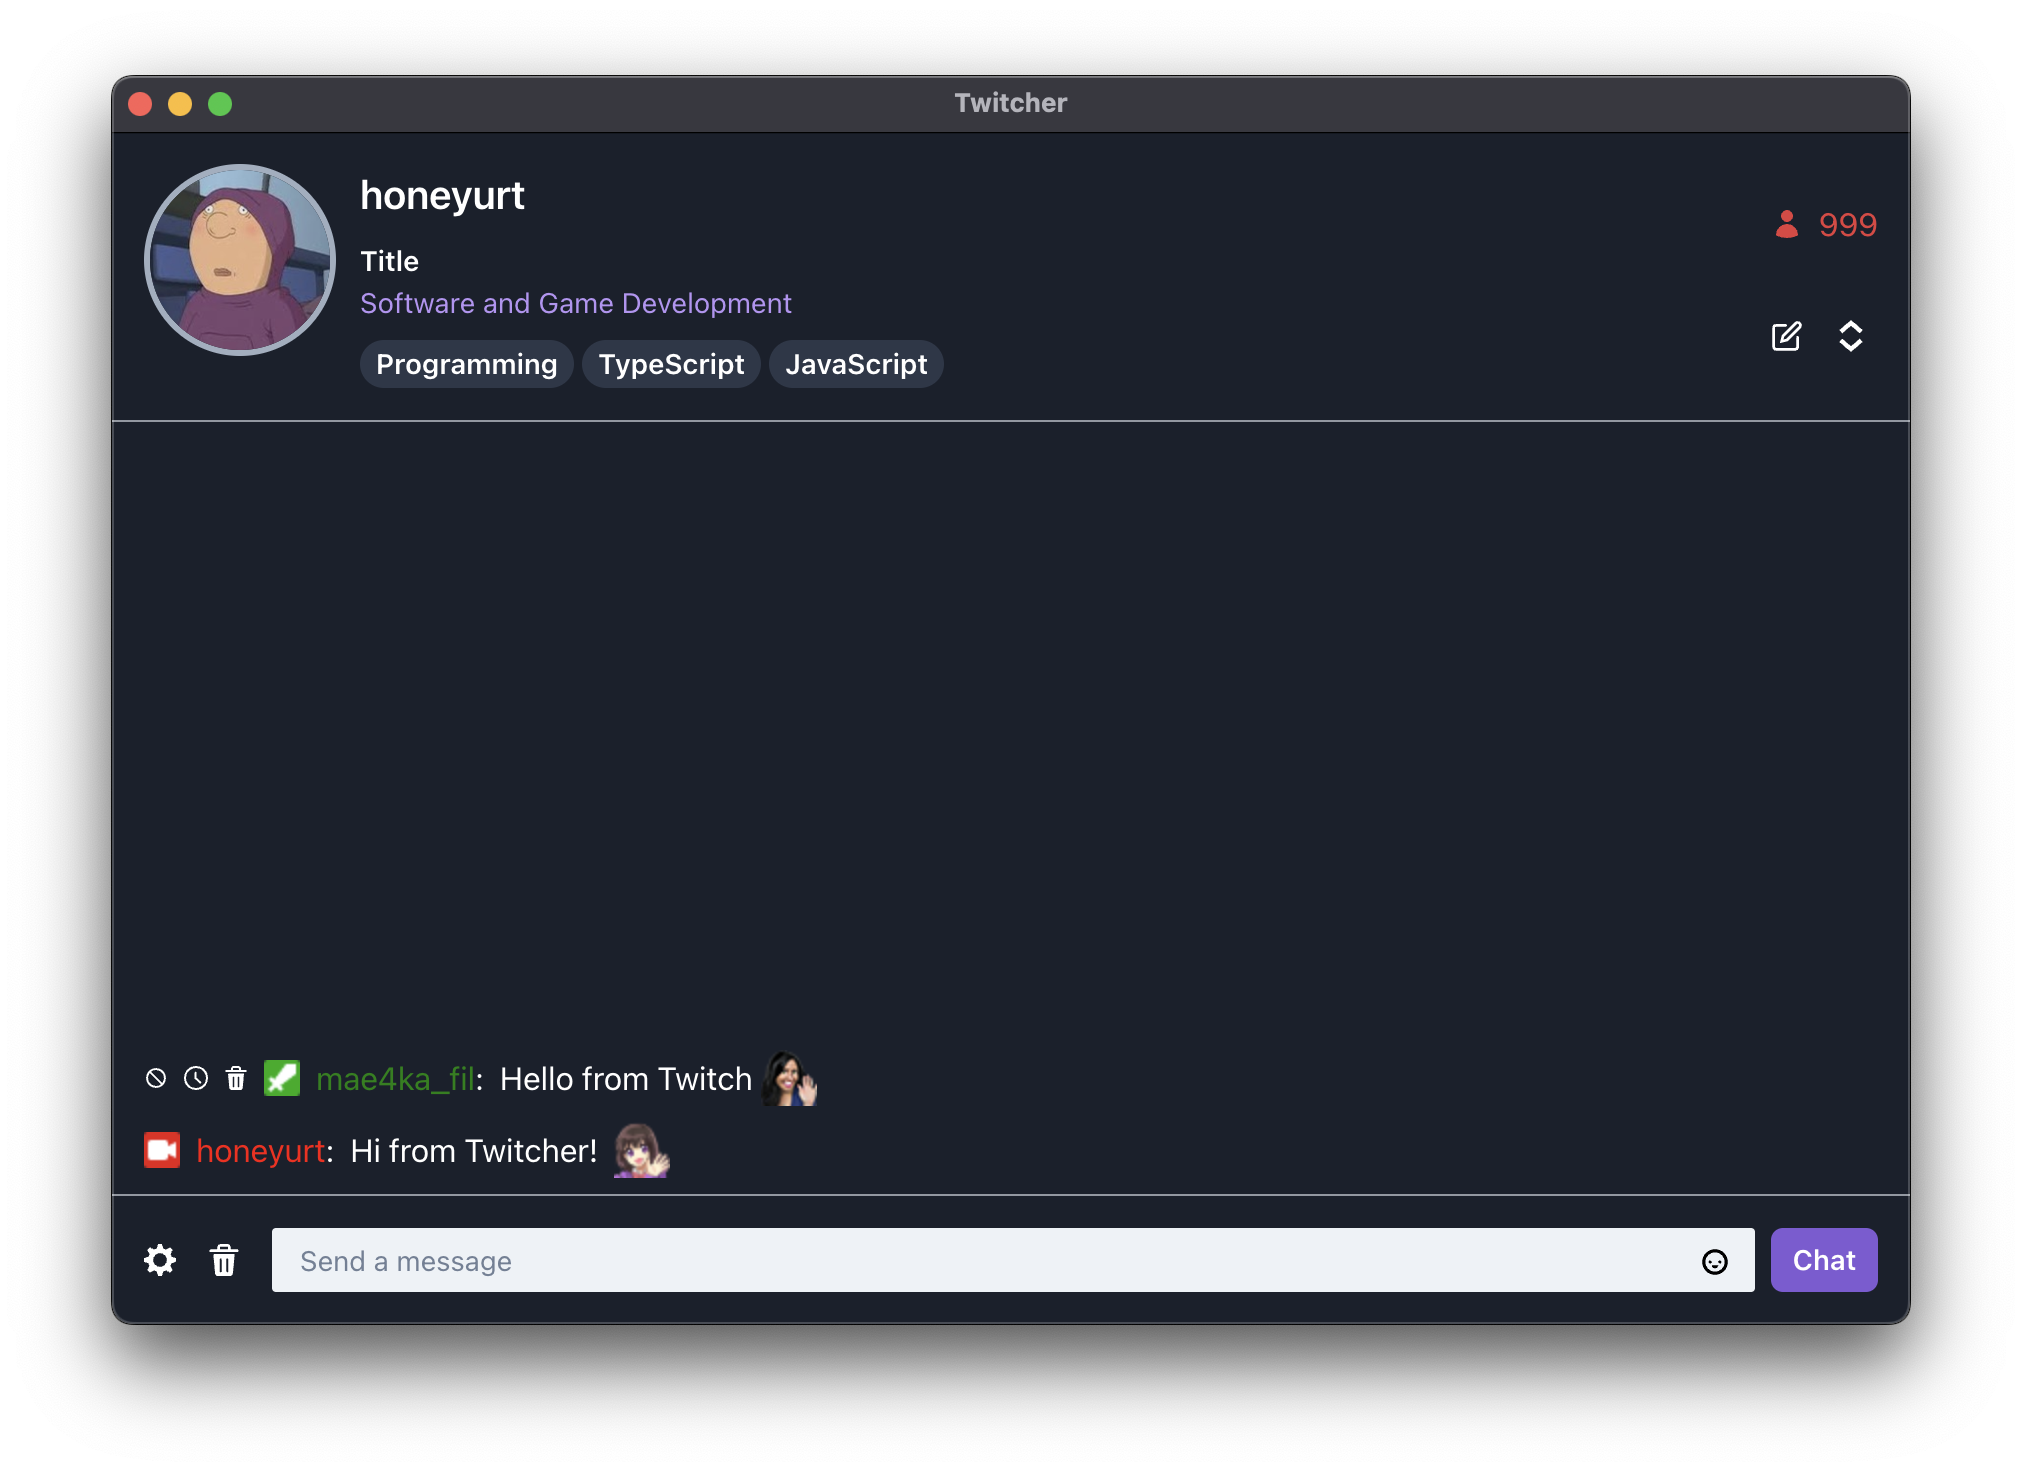 Twitcher
honeyurt
999
Title
Software and Game Development
Programming TypeScript JavaScript
mae4ka_fil: Hello from Twitch
honeyurt: Hi from Twitcher!
Send a message
Chat